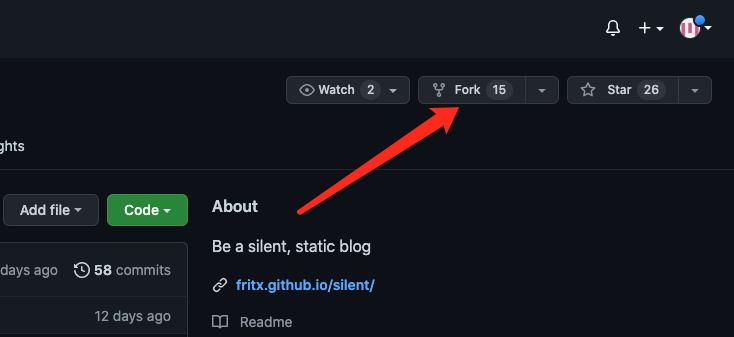 Watch 2
Fork 15
Star 26
ghts
Add file
Code
About
Be a silent, static blog
days ago
58 commits
fritx.github.io/silent/
12 days ago
Readme